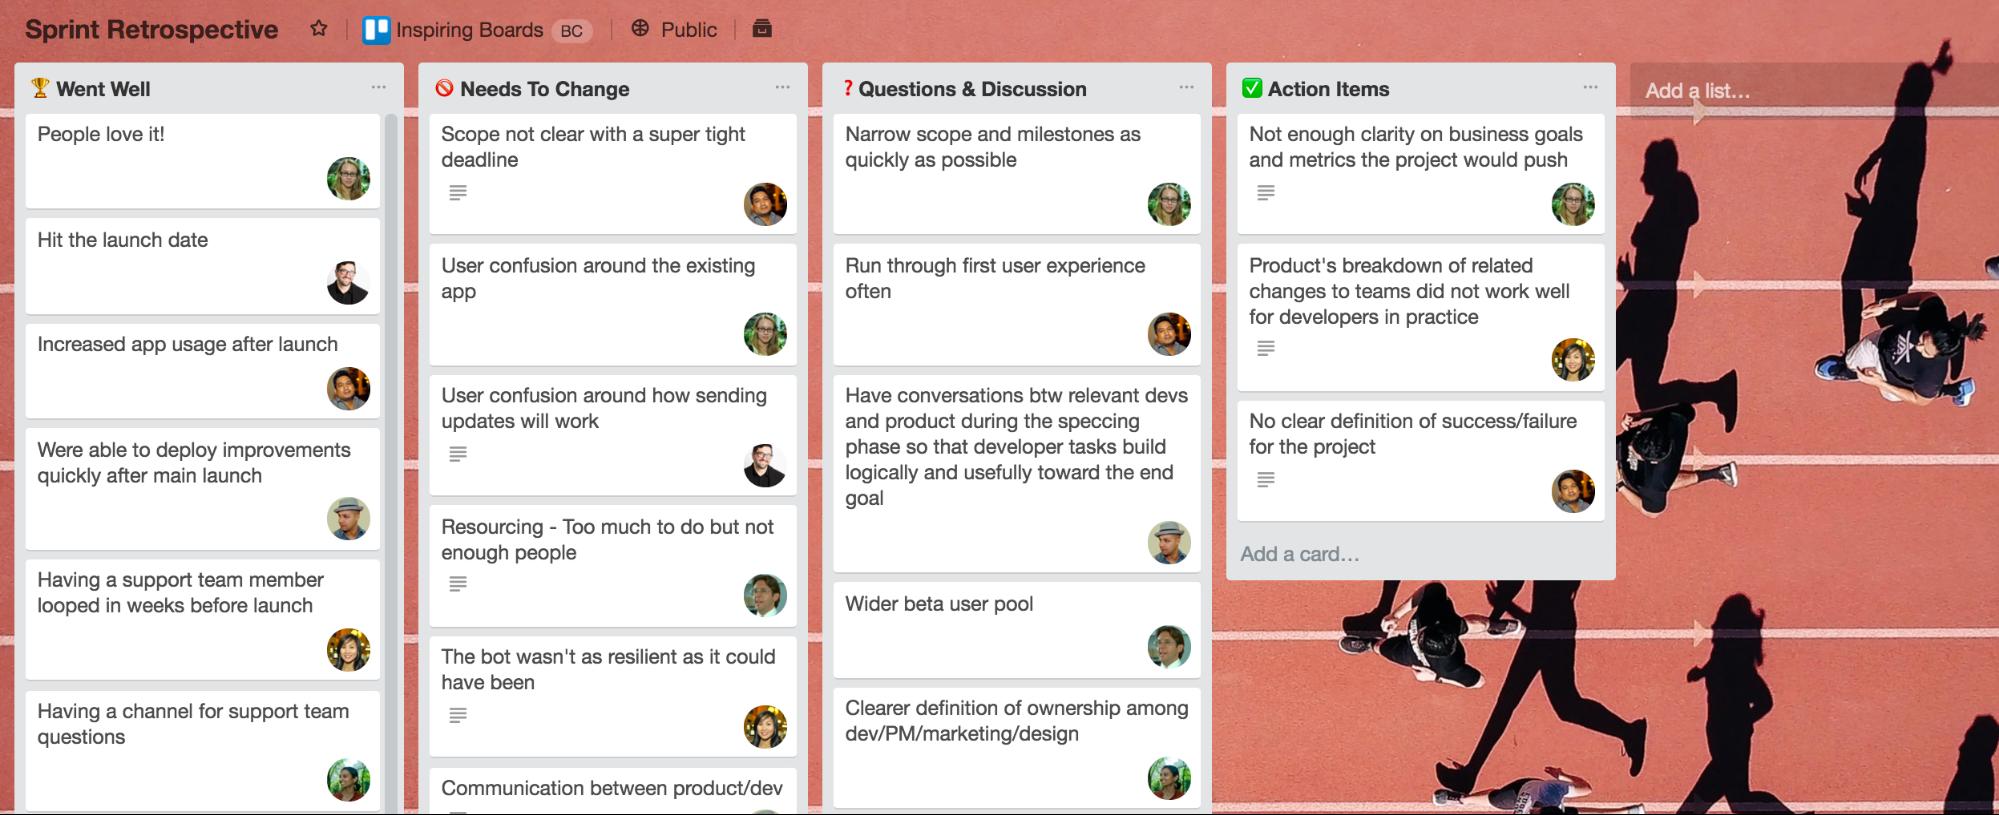 Sprint Retrospective
Inspiring Boards BC
Public
🏆 Went Well
People love it!
Hit the launch date
Increased app usage after launch
Were able to deploy improvements
quickly after main launch
Having a support team member
looped in weeks before launch
Having a channel for support team
questions
🚫 Needs To Change
Scope not clear with a super tight
deadline
User confusion around the existing
app
User confusion around how sending
updates will work
Resourcing - Too much to do but not
enough people
The bot wasn't as resilient as it could
have been
Communication between product/dev
❓ Questions & Discussion
Narrow scope and milestones as
quickly as possible
Run through first user experience
often
Have conversations btw relevant devs
and product during the speccing
phase so that developer tasks build
logically and usefully toward the end
goal
Wider beta user pool
Clearer definition of ownership among
dev/PM/marketing/design
✅ Action Items
Not enough clarity on business goals
and metrics the project would push
Product's breakdown of related
changes to teams did not work well
for developers in practice
No clear definition of success/failure
for the project
Add a card…
Add a list…